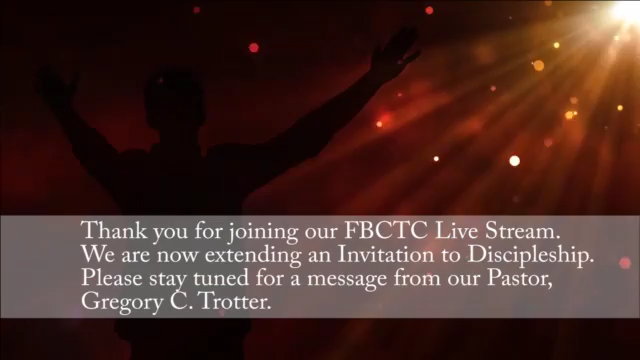 Thank you for joining our FBCTC Live Stream.
We are now extending an Invitation to Discipleship.
Please stay tuned for a message from our Pastor,
Gregory C. Trotter.